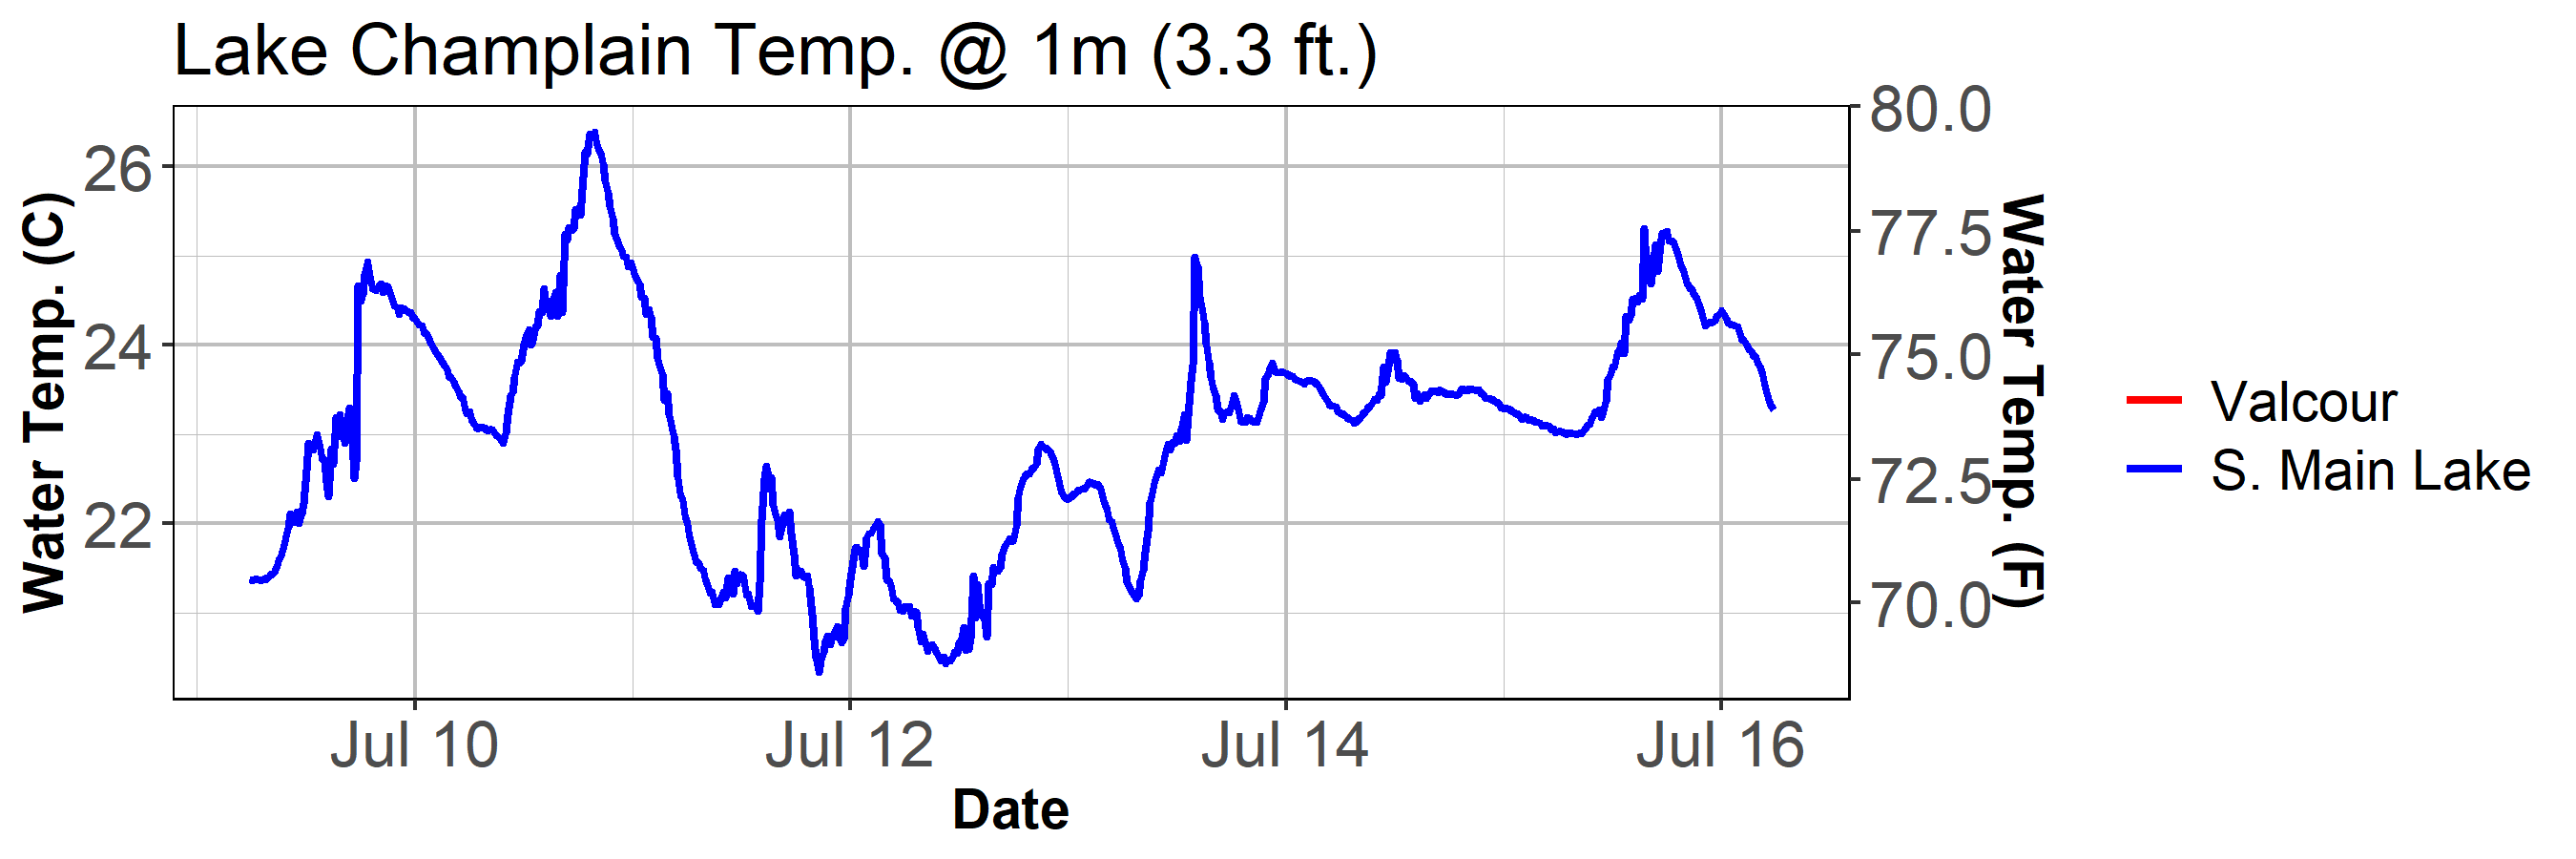 Lake Champlain Temp. @ 1m (3.3 ft.)
Water Temp. (C)
26
24
22
80.0
77.5
75.0
72.5
70.0
Water Temp. (F)
Jul 10
Jul 12
Jul 14
Jul 16
Date
Valcour
S. Main Lake